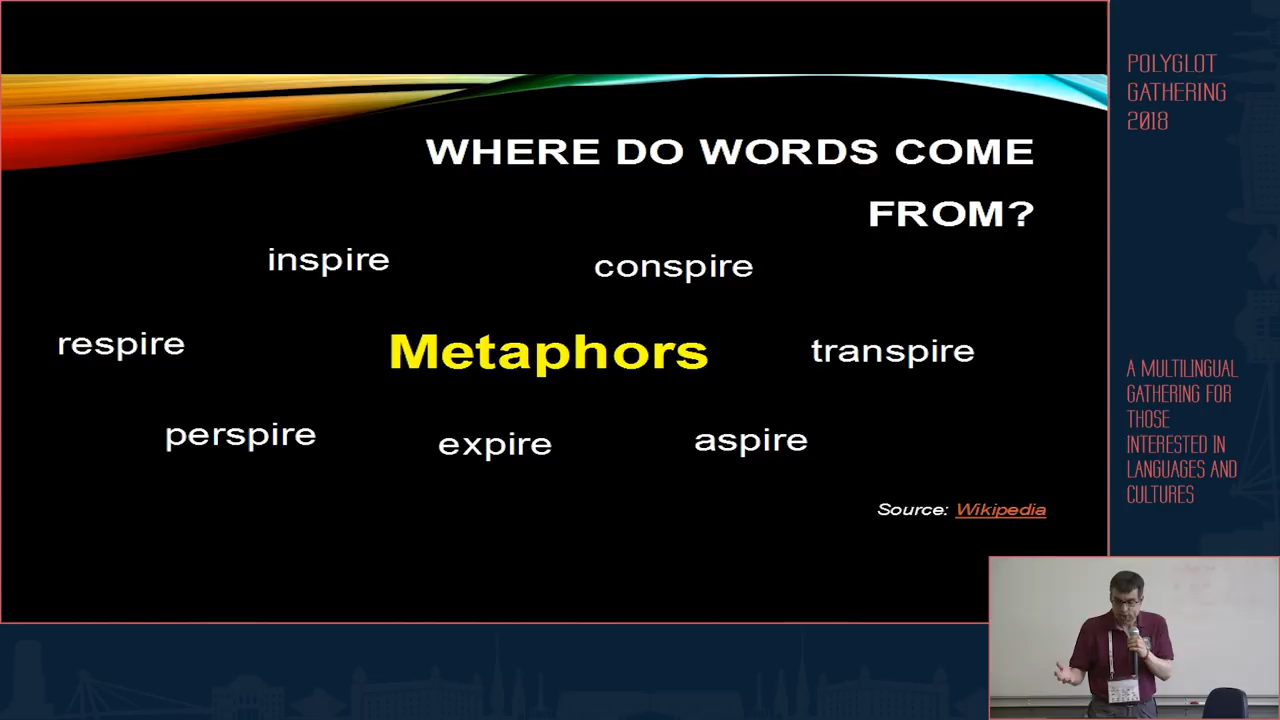 WHERE DO WORDS COME
FROM?
inspire
conspire
respire
Metaphors
transpire
perspire
expire
aspire
Source: Wikipedia
POLYGLOT
GATHERING
2018
A MULTILINGUAL
GATHERING FOR
THOSE
INTERESTED IN
LANGUAGES AND
CULTURES